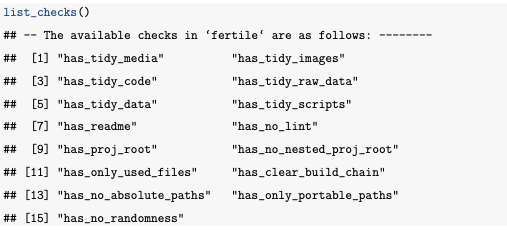 list_checks()
## -- The available checks in ‘fertile‘ are as follows: --------
##  [1] "has_tidy_media"          "has_tidy_images"
##  [3] "has_tidy_code"           "has_tidy_raw_data"
##  [5] "has_tidy_data"           "has_tidy_scripts"
##  [7] "has_readme"              "has_no_lint"
##  [9] "has_proj_root"           "has_no_nested_proj_root"
## [11] "has_only_used_files"     "has_clear_build_chain"
## [13] "has_no_absolute_paths"   "has_only_portable_paths"
## [15] "has_no_randomness"